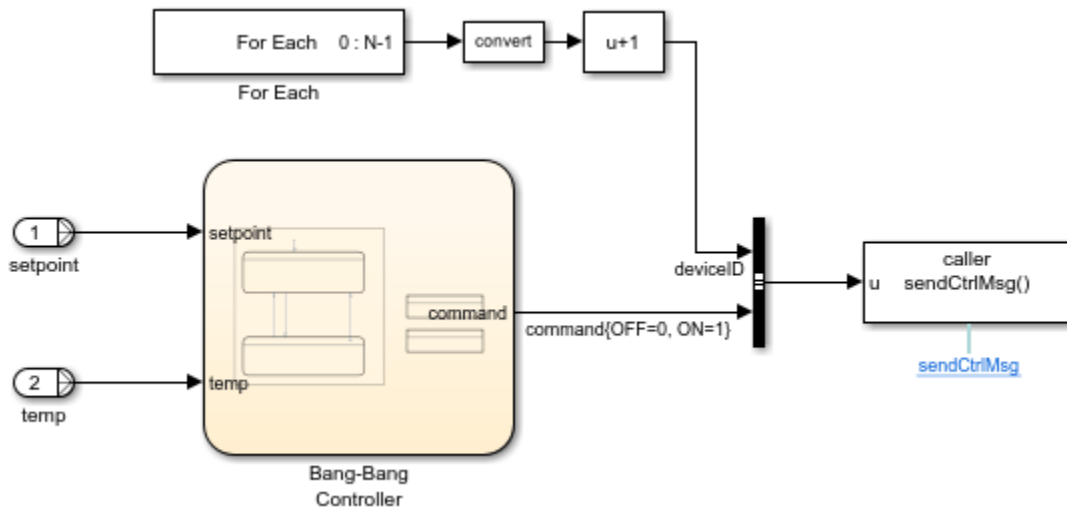 For Each 0 : N-1
convert
u+1
For Each
1
setpoint
setpoint
deviceID
caller
u
sendCtrlMsg()
command
command{OFF=0, ON=1}
sendCtrlMsg
2
temp
temp
Bang-Bang
Controller